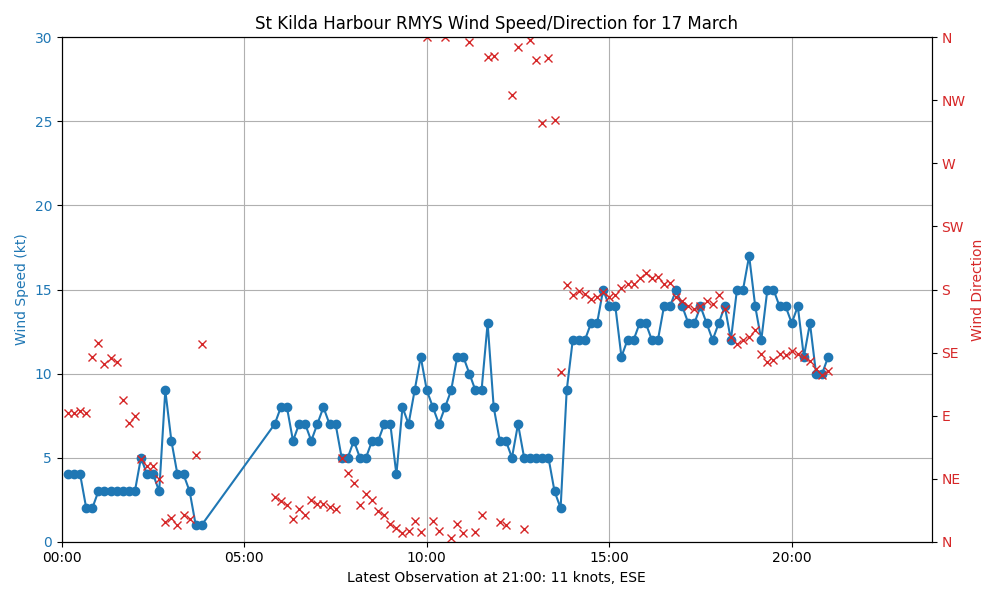 St Kilda Harbour RMYS Wind Speed/Direction for 17 March
30
25
20
15
10
5
0
Wind Speed (kt)
N
NW
W
SW
S
SE
E
NE
N
Wind Direction
00:00 05:00 10:00 15:00 20:00
Latest Observation at 21:00: 11 knots, ESE